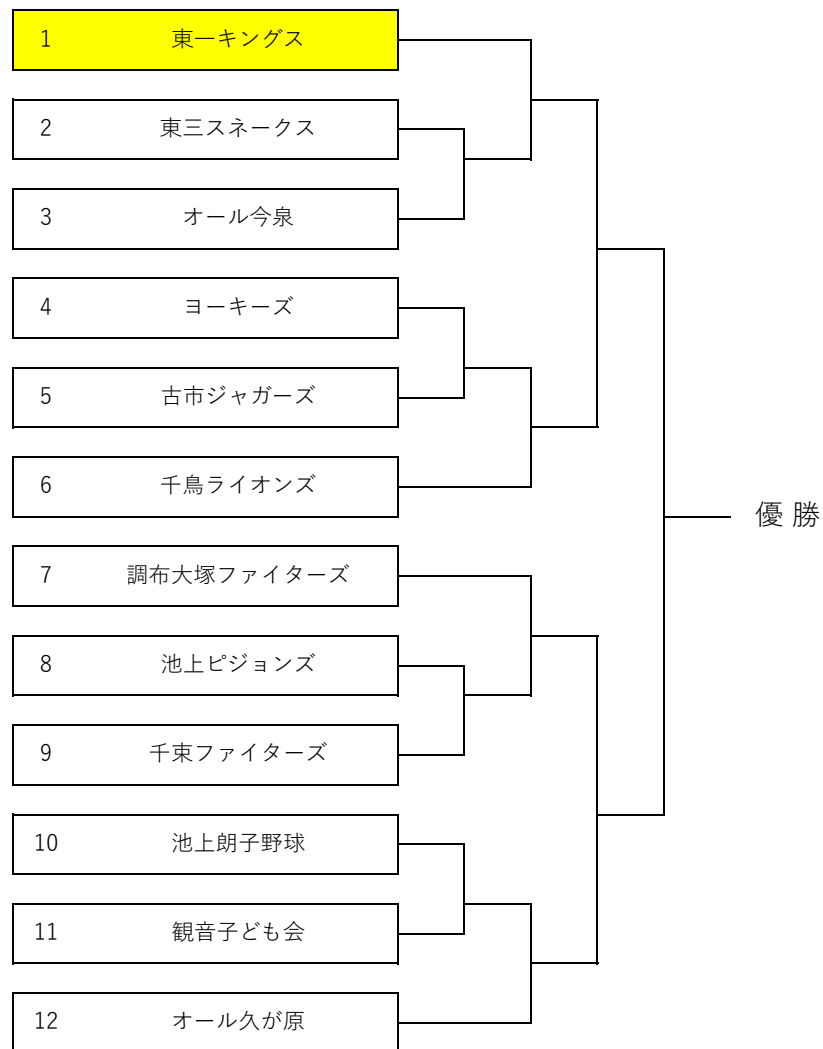 1 東一キングス
2 東三スネークス
3 オール今泉
4 ヨーキーズ
5 古市ジャガーズ
6 千鳥ライオンズ
優 勝
7 調布大塚ファイターズ
8 池上ピジョンズ
9 千束ファイターズ
10 池上朗子野球
11 観音子ども会
12 オール久が原